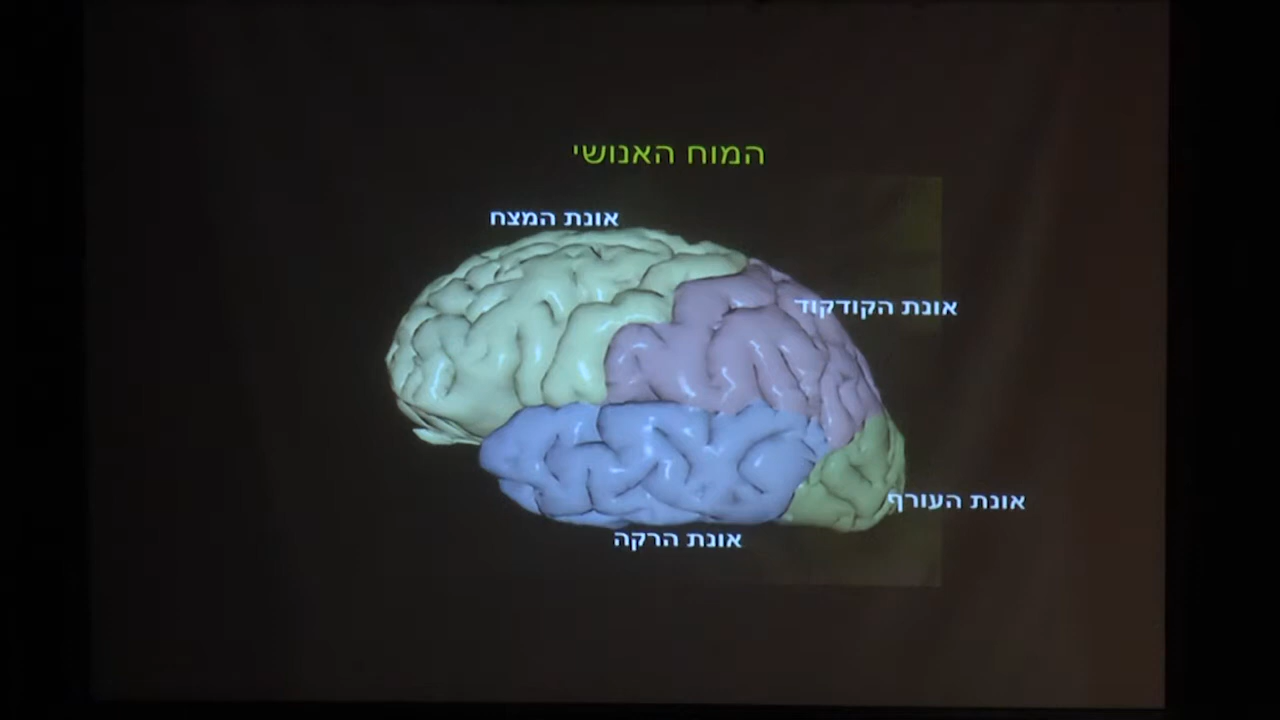 המוח האנושי
אונת המצח
אונת הקודקוד
אונת העורף
אונת הרקה